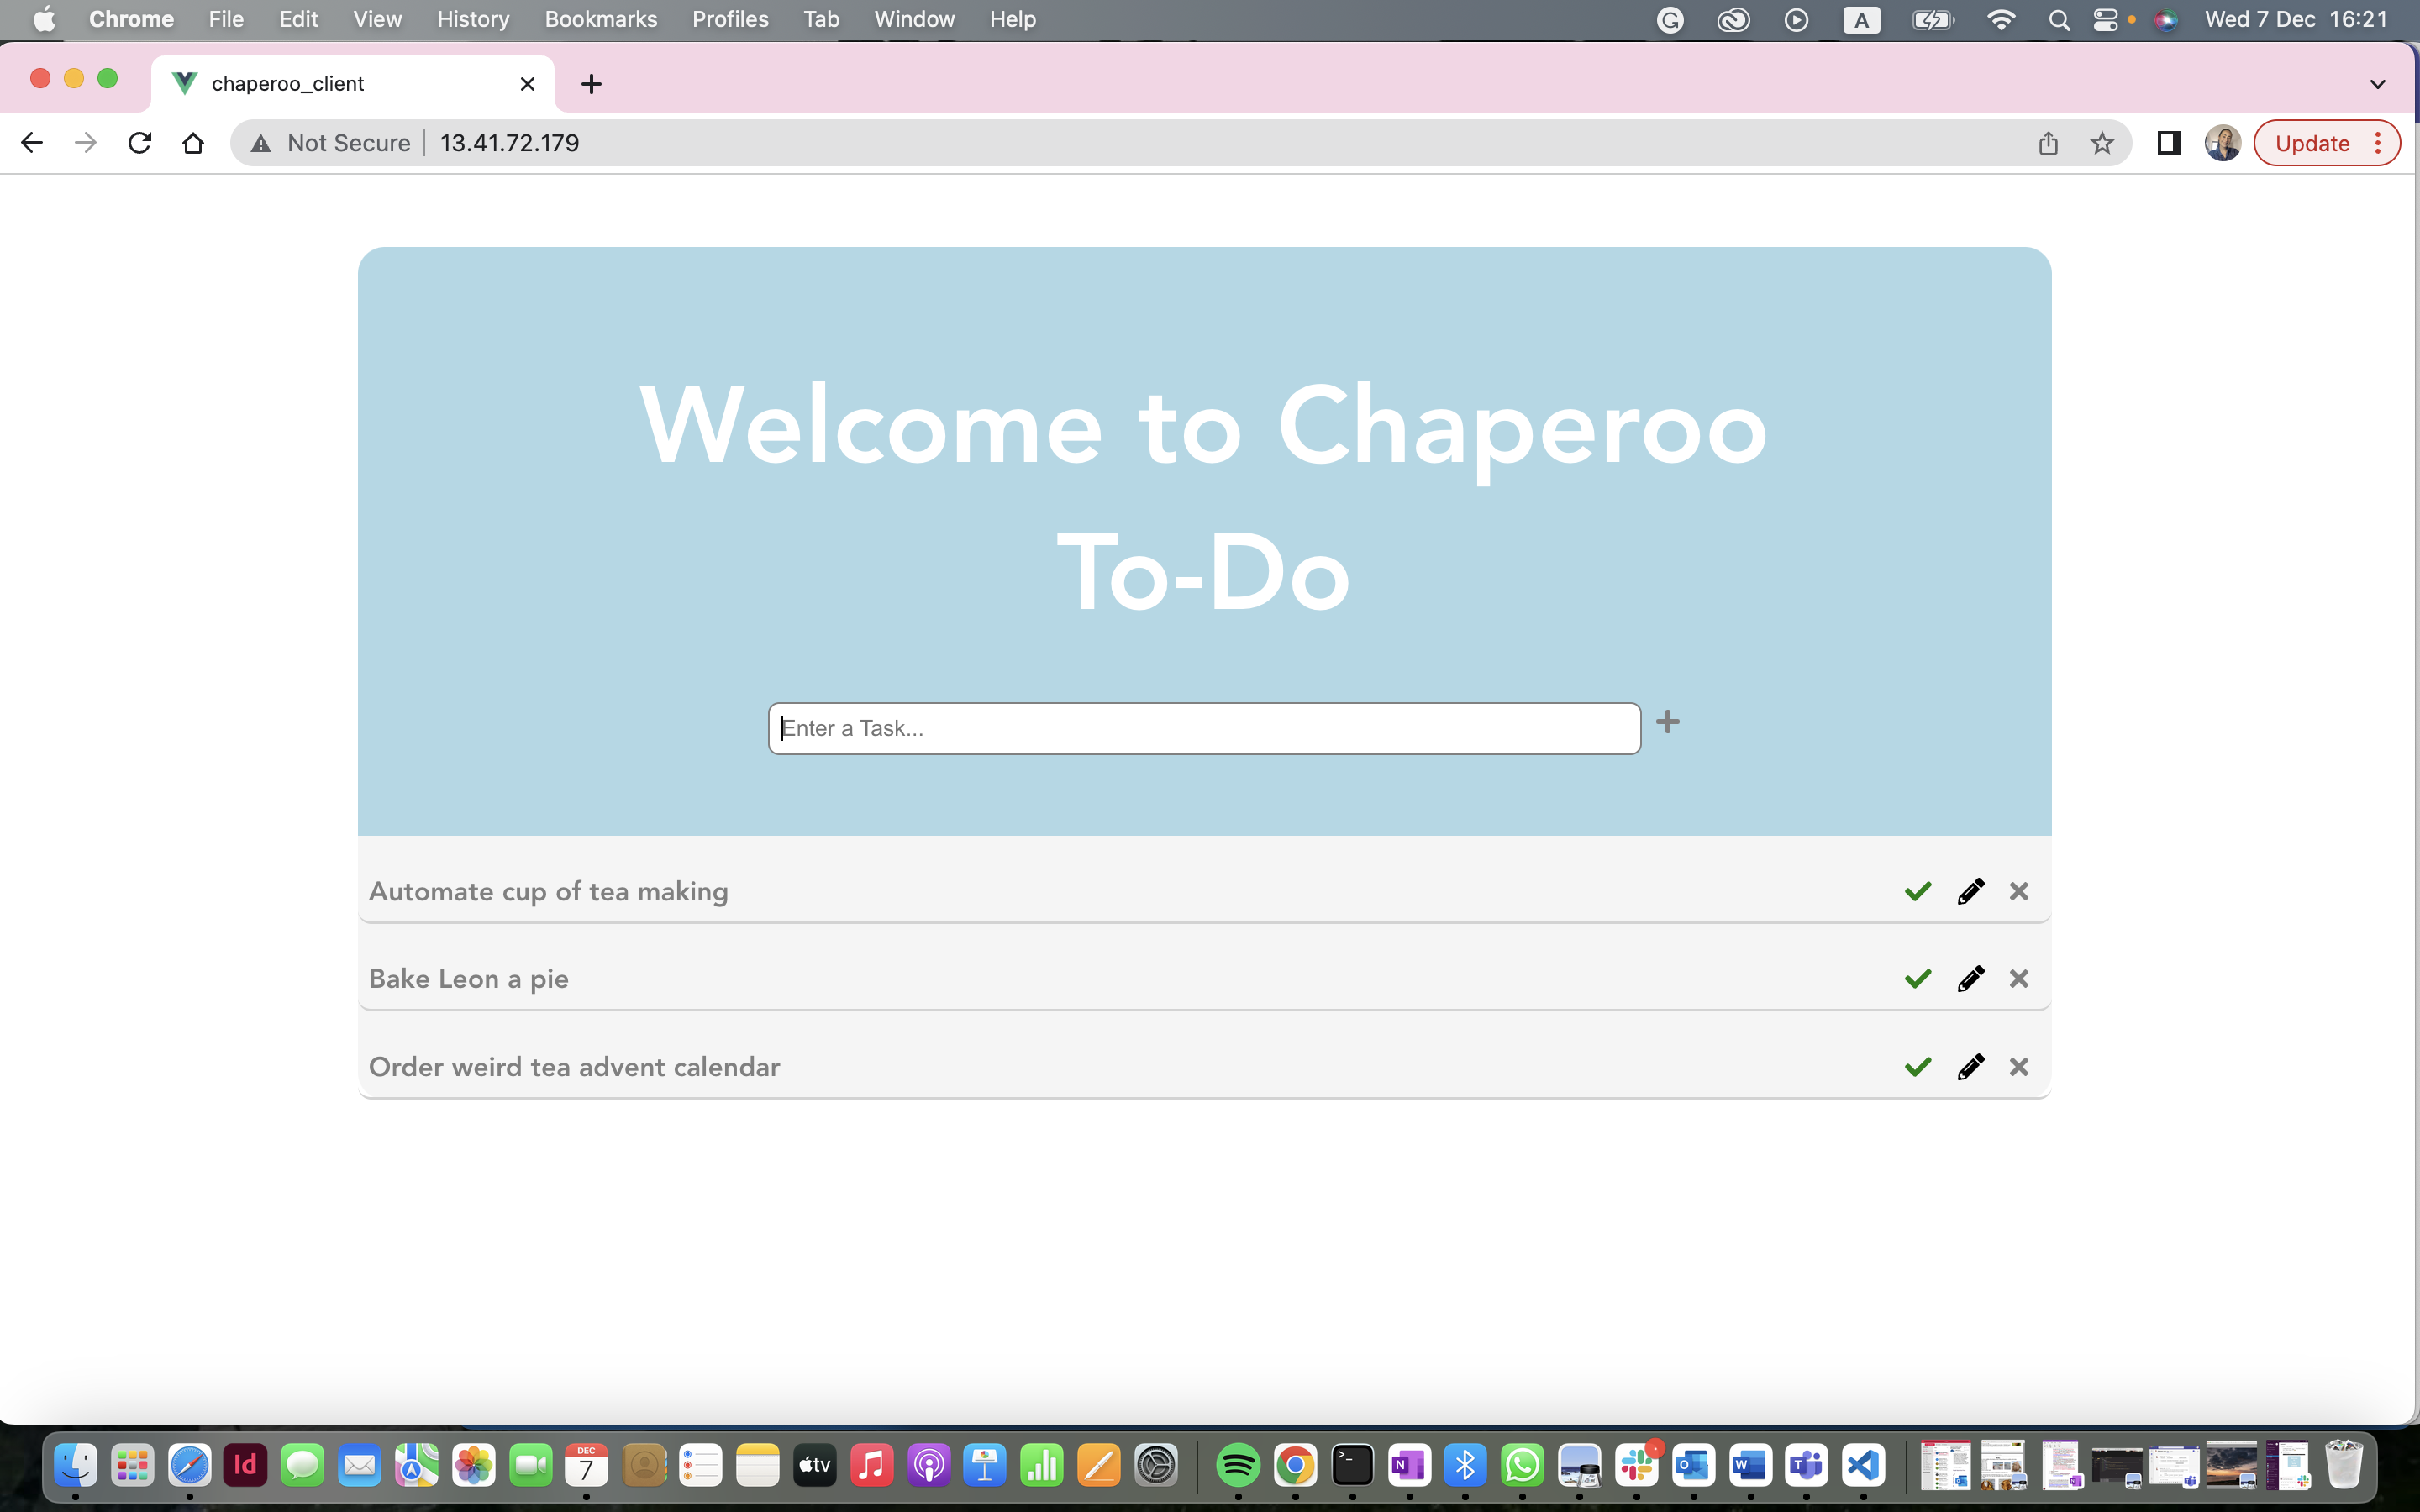 Chrome File Edit View History Bookmarks Profiles Tab Window Help A Wed 7 Dec 16:21
chaperoo_client
Not Secure 13.41.72.179 Update
Welcome to Chaperoo
To-Do
Enter a Task...
Automate cup of tea making
Bake Leon a pie
Order weird tea advent calendar
Id DEC 7 tv >_ N O W T